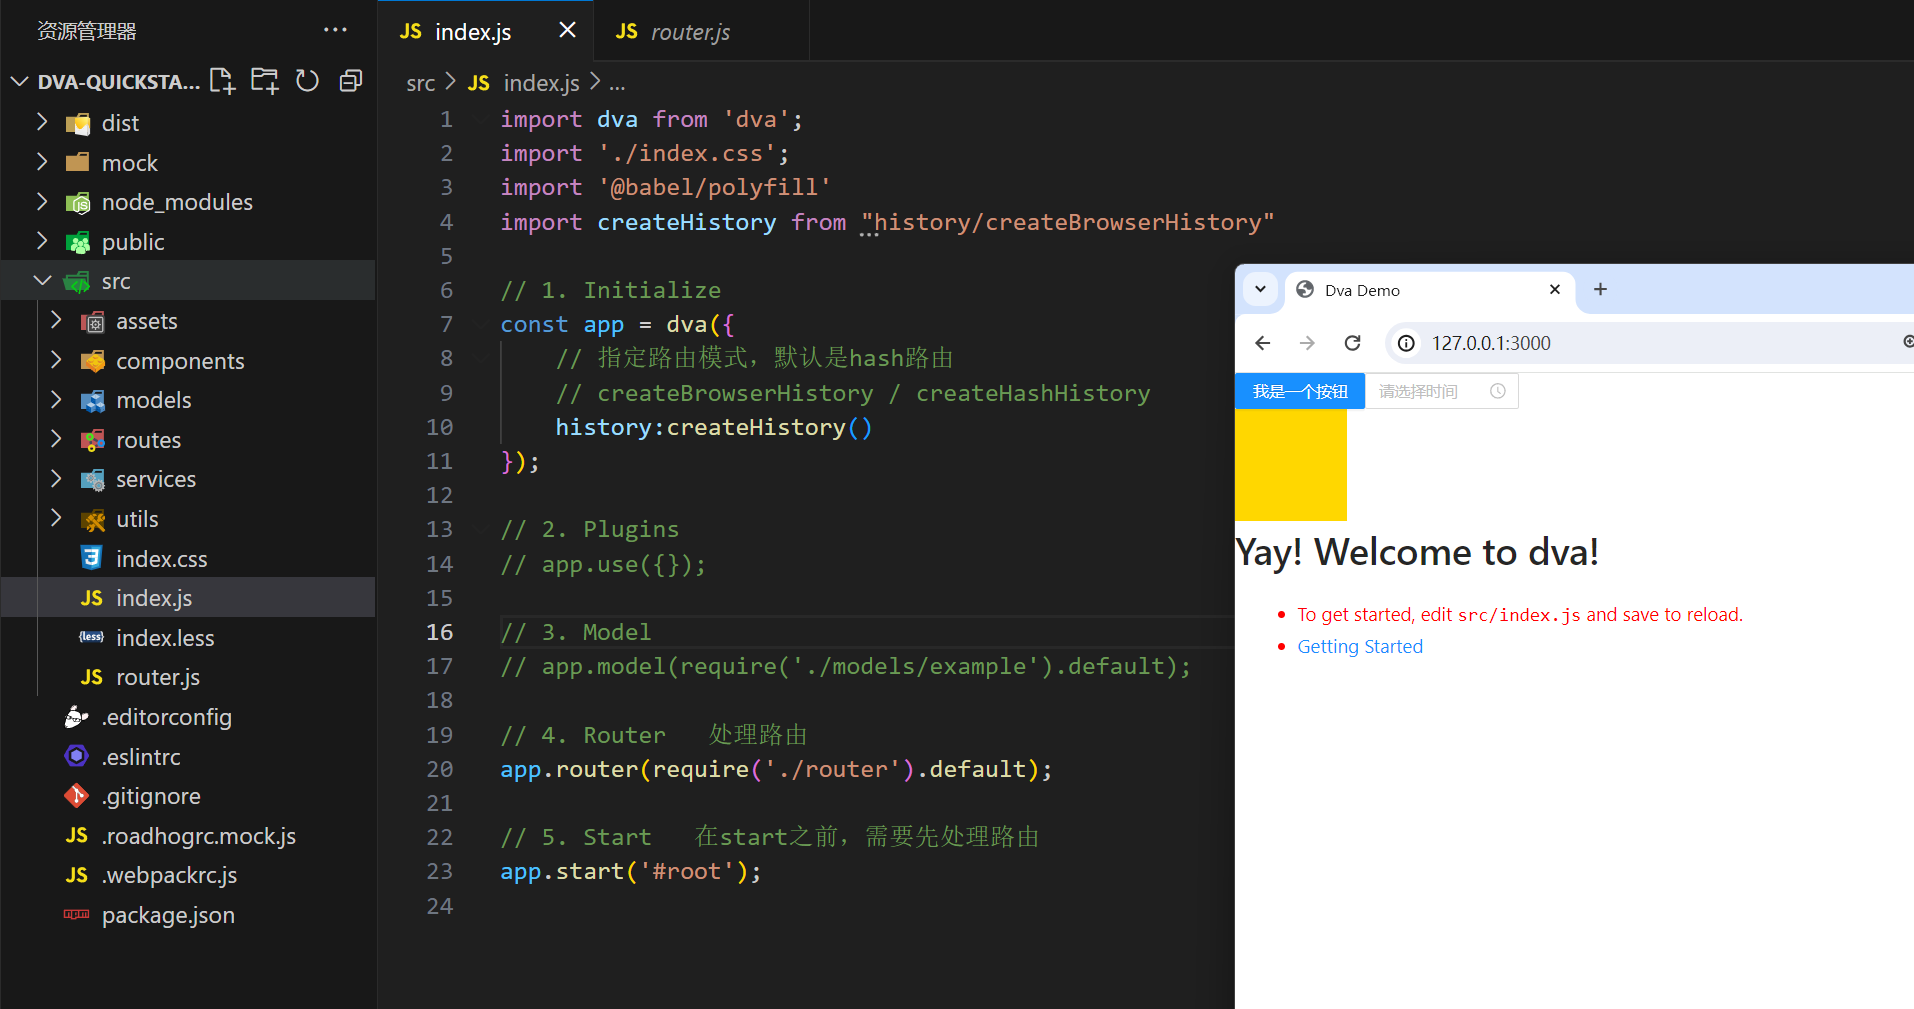 资源管理器
DVA-QUICKSTA...
dist
mock
node_modules
public
src
assets
components
models
routes
services
utils
index.css
index.js
index.less
router.js
.editorconfig
.eslintrc
.gitignore
.roadhogrc.mock.js
.webpackrc.js
package.json
JS index.js
JS router.js
src > JS index.js > ...
1 import dva from 'dva';
2 import './index.css';
3 import '@babel/polyfill'
4 import createHistory from "history/createBrowserHistory"
5
6 // 1. Initialize
7 const app = dva({
8 // 指定路由模式，默认是hash路由
9 // createBrowserHistory / createHashHistory
10 history:createHistory()
11 });
12
13 // 2. Plugins
14 // app.use({});
15
16 // 3. Model
17 // app.model(require('./models/example').default);
18
19 // 4. Router 处理路由
20 app.router(require('./router').default);
21
22 // 5. Start 在start之前，需要先处理路由
23 app.start('#root');
24
Dva Demo
127.0.0.1:3000
我是一个按钮 请选择时间
Yay! Welcome to dva!
To get started, edit src/index.js and save to reload.
Getting Started